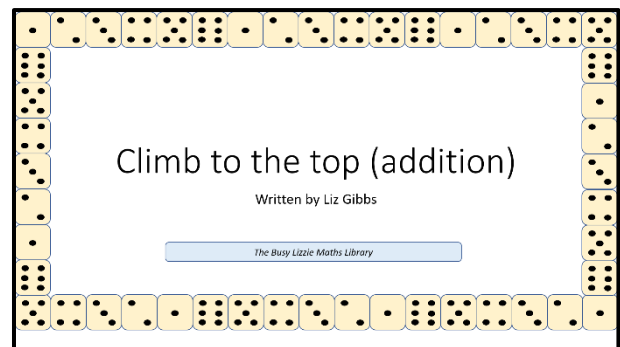 Climb to the top (addition)
Written by Liz Gibbs
The Busy Lizzie Maths Library